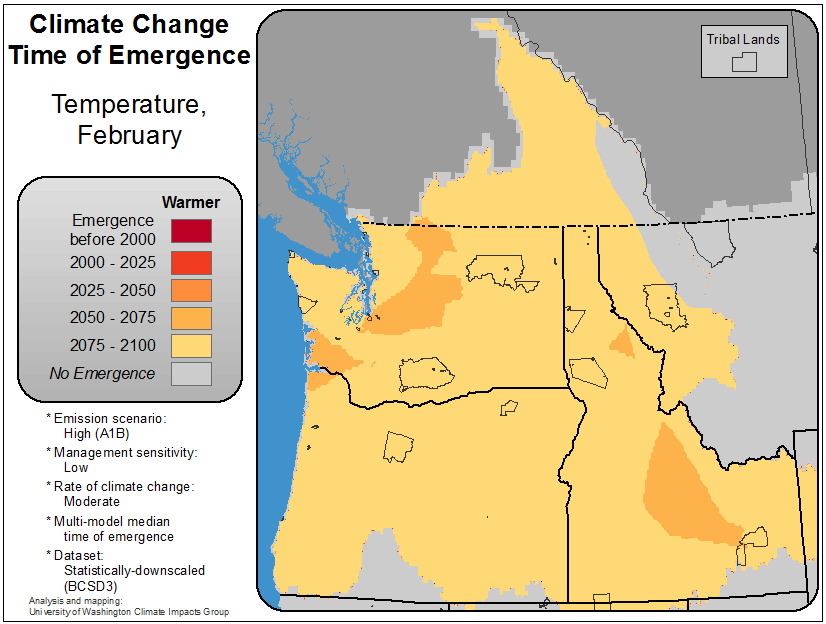 Climate Change
Time of Emergence
Temperature,
February
Warmer
Emergence
before 2000
2000 - 2025
2025 - 2050
2050 - 2075
2075 - 2100
No Emergence
* Emission scenario:
High (A1B)
* Management sensitivity:
Low
* Rate of climate change:
Moderate
* Multi-model median
time of emergence
* Dataset:
Statistically-downscaled
(BCSD3)
Analysis and mapping:
University of Washington Climate Impacts Group
Tribal Lands